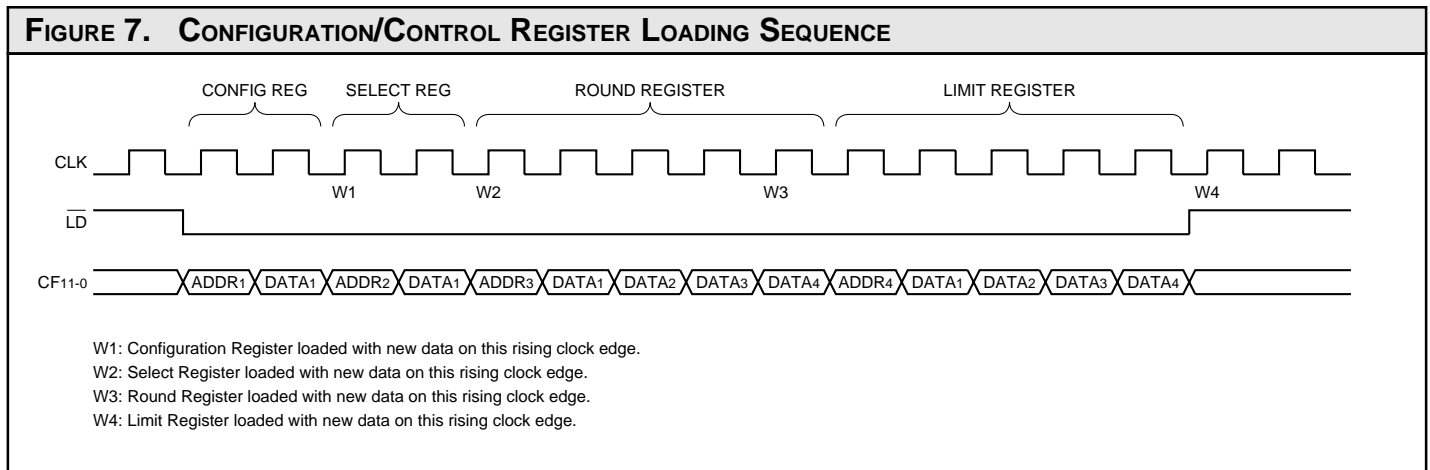 FIGURE 7. CONFIGURATION/CONTROL REGISTER LOADING SEQUENCE
CONFIG REG SELECT REG ROUND REGISTER LIMIT REGISTER
CLK
W1 W2 W3 W4
LD
CF11-0 ADDR1 DATA1 ADDR2 DATA1 ADDR3 DATA1 DATA2 DATA3 DATA4 ADDR4 DATA1 DATA2 DATA3 DATA4
W1: Configuration Register loaded with new data on this rising clock edge.
W2: Select Register loaded with new data on this rising clock edge.
W3: Round Register loaded with new data on this rising clock edge.
W4: Limit Register loaded with new data on this rising clock edge.